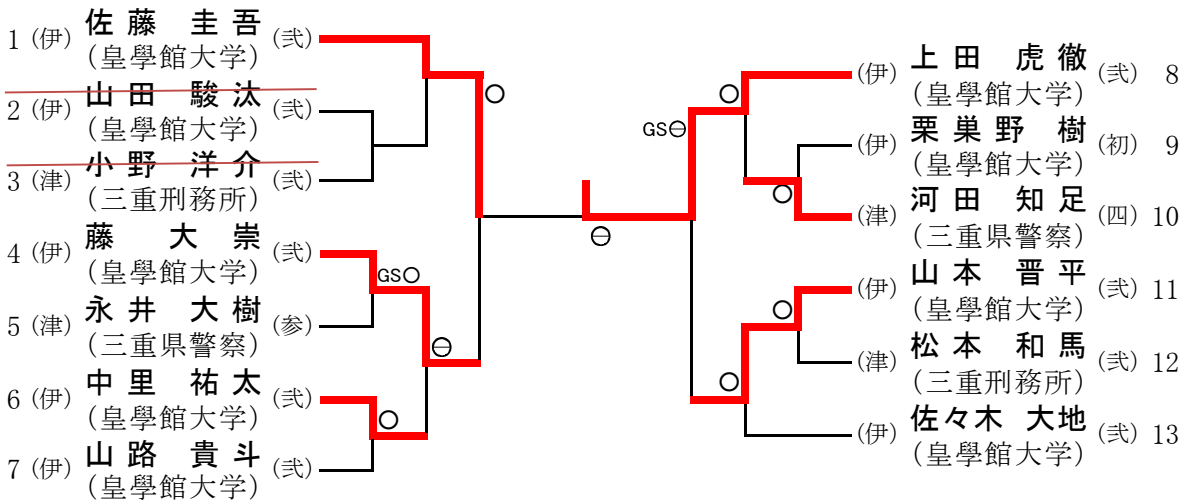 1 (伊) 佐藤 圭吾 (弐)
(皇學館大学)
2 (伊) 山田 駿汰 (弐)
(皇學館大学)
3 (津) 小野 洋介 (弐)
(三重刑務所)
4 (伊) 藤 大崇 (弐)
(皇學館大学)
5 (津) 永井 大樹 (参)
(三重県警察)
6 (伊) 中里 祐太 (弐)
(皇學館大学)
7 (伊) 山路 貴斗 (弐)
(皇學館大学)
○
GS○
⊖
○
⊖
○
GS⊖
○
○
○
(伊) 上田 虎徹 (弐) 8
(皇學館大学)
(伊) 栗巣野 樹 (初) 9
(皇學館大学)
(津) 河田 知足 (四) 10
(三重県警察)
(伊) 山本 晋平 (弐) 11
(皇學館大学)
(津) 松本 和馬 (弐) 12
(三重刑務所)
(伊) 佐々木 大地 (弐) 13
(皇學館大学)